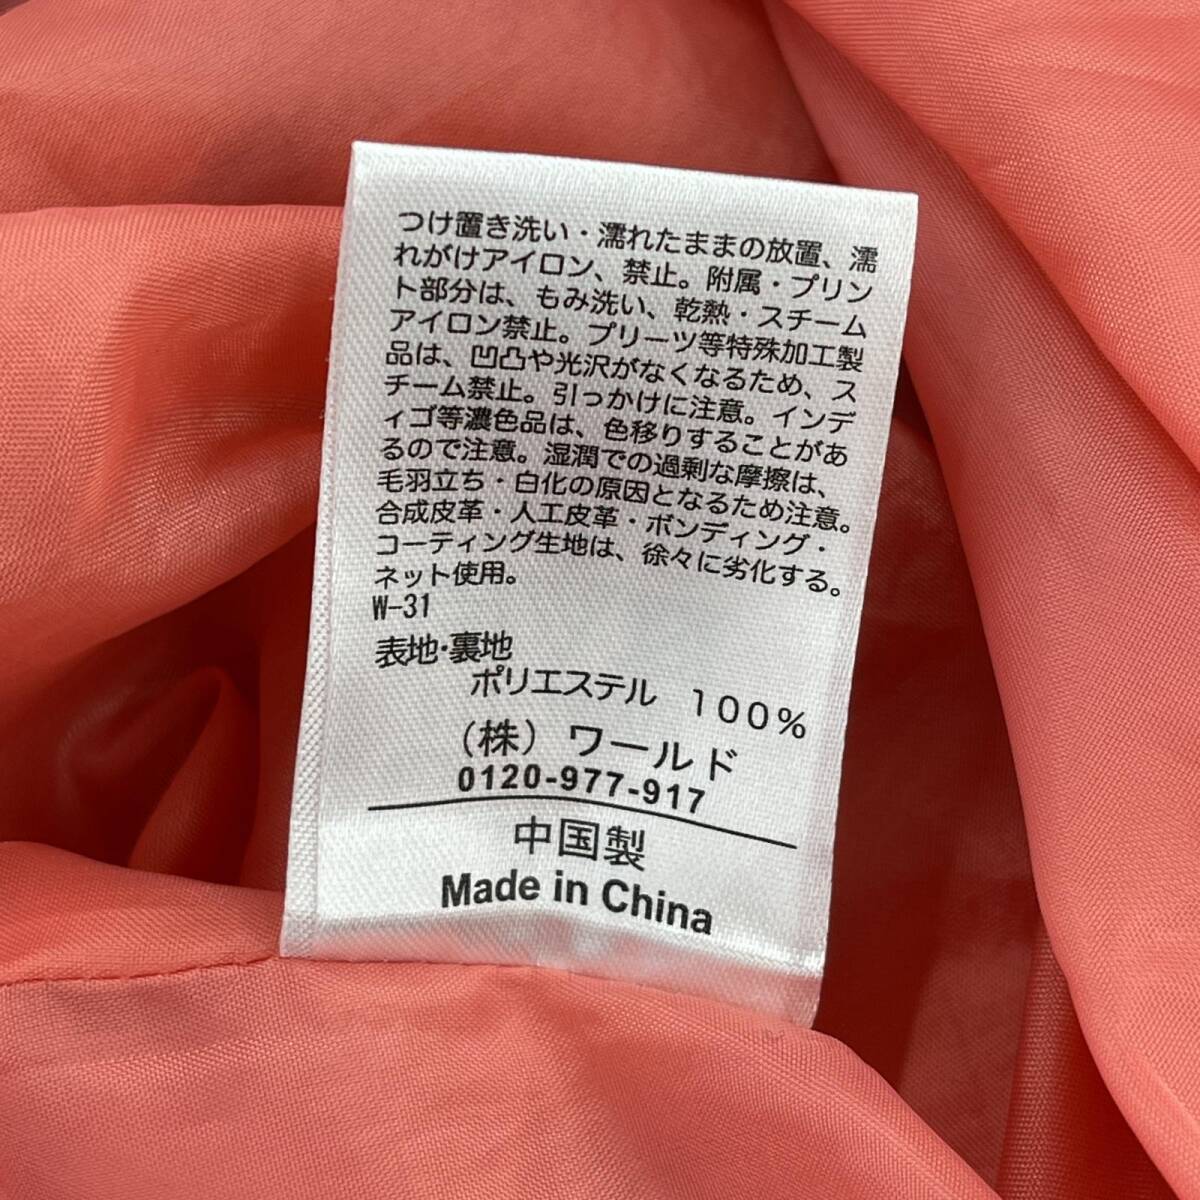 つけ置き洗い・濡れたままの放置、濡
れがけアイロン、禁止。附属・プリン
ト部分は、もみ洗い、乾熱・スチーム
アイロン禁止。プリーツ等特殊加工製
品は、凹凸や光沢がなくなるため、ス
チーム禁止。引っかけに注意。インデ
ィゴ等濃色品は、色移りすることがあ
るので注意。湿潤での過剰な摩擦は、
毛羽立ち・白化の原因となるため注意。
合成皮革・人工皮革・ボンディング・
コーティング生地は、徐々に劣化する。
ネット使用。
W-31
表地・裏地
ポリエステル 100%
(株) ワールド
0120-977-917
中国製
Made in China